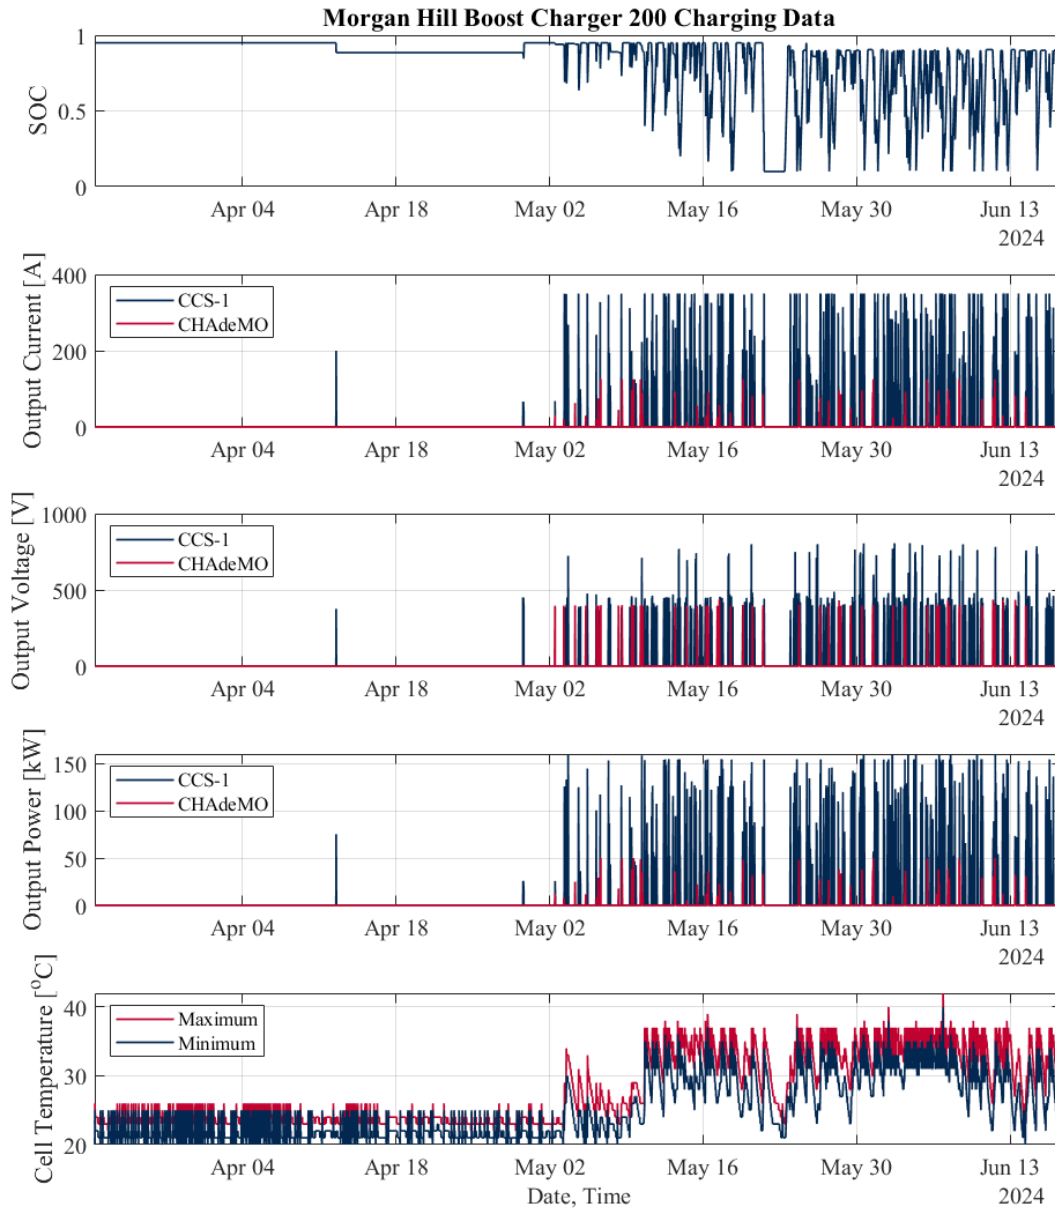 Morgan Hill Boost Charger 200 Charging Data
SOC
1
0.5
0
Apr 04 Apr 18 May 02 May 16 May 30 Jun 13
2024
Output Current [A]
400
200
0
CCS-1
CHAdeMO
Apr 04 Apr 18 May 02 May 16 May 30 Jun 13
2024
Output Voltage [V]
1000
500
0
CCS-1
CHAdeMO
Apr 04 Apr 18 May 02 May 16 May 30 Jun 13
2024
Output Power [kW]
150
100
50
0
CCS-1
CHAdeMO
Apr 04 Apr 18 May 02 May 16 May 30 Jun 13
2024
Cell Temperature [°C]
40
30
20
Maximum
Minimum
Apr 04 Apr 18 May 02 May 16 May 30 Jun 13
2024
Date, Time